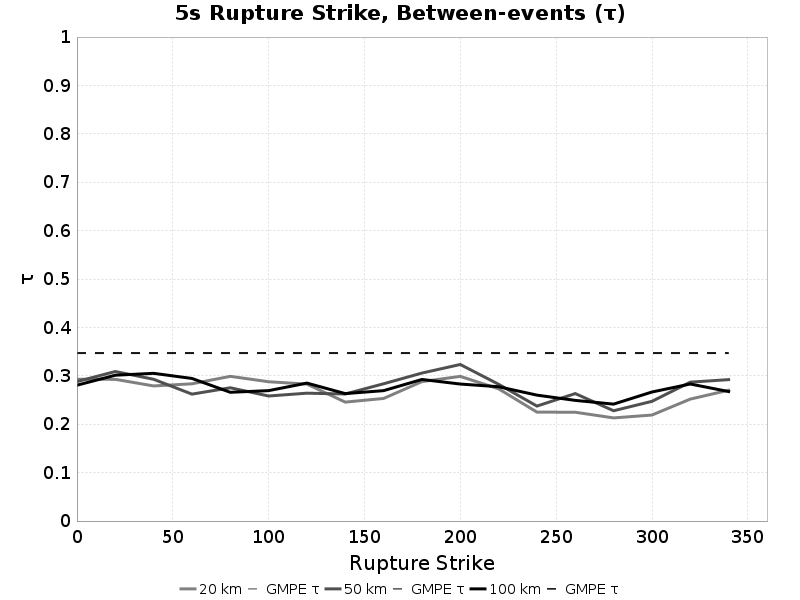 5s Rupture Strike, Between-events (τ)
1
0.9
0.8
0.7
0.6
0.5
0.4
0.3
0.2
0.1
0
τ
0 50 100 150 200 250 300 350
Rupture Strike
20 km GMPE τ 50 km GMPE τ 100 km GMPE τ